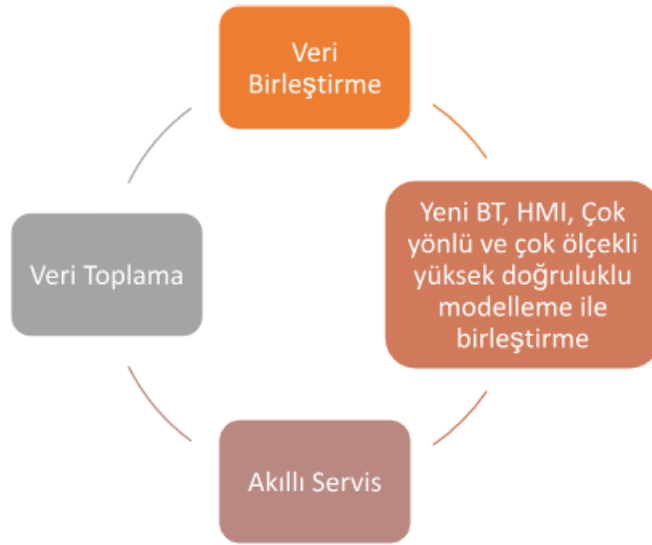 Veri
Birleştirme
Yeni BT, HMI, Çok
yönlü ve çok ölçekli
yüksek doğruluklu
modelleme ile
birleştirme
Akıllı Servis
Veri Toplama